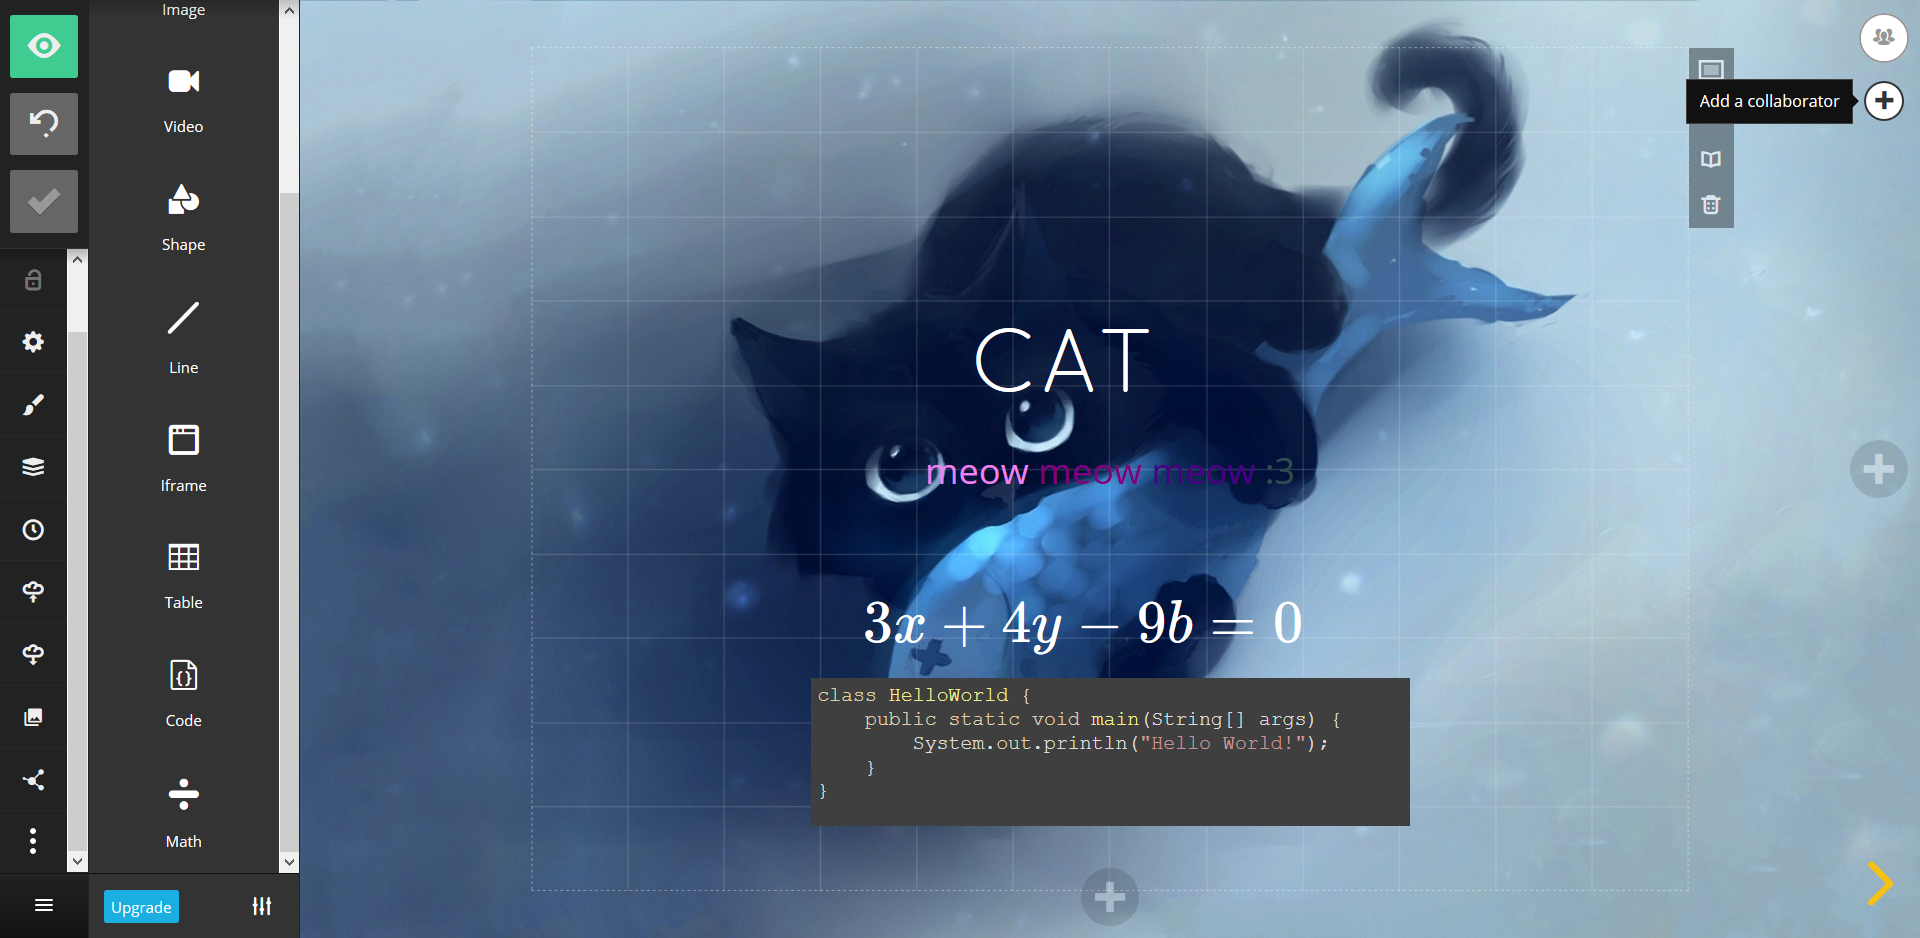 Image
Video
Shape
Line
Iframe
Table
Code
Math
Upgrade
Add a collaborator
CAT
meow meow meow :3
3x + 4y − 9b = 0
class HelloWorld {
    public static void main(String[] args) {
        System.out.println("Hello World!");
    }
}